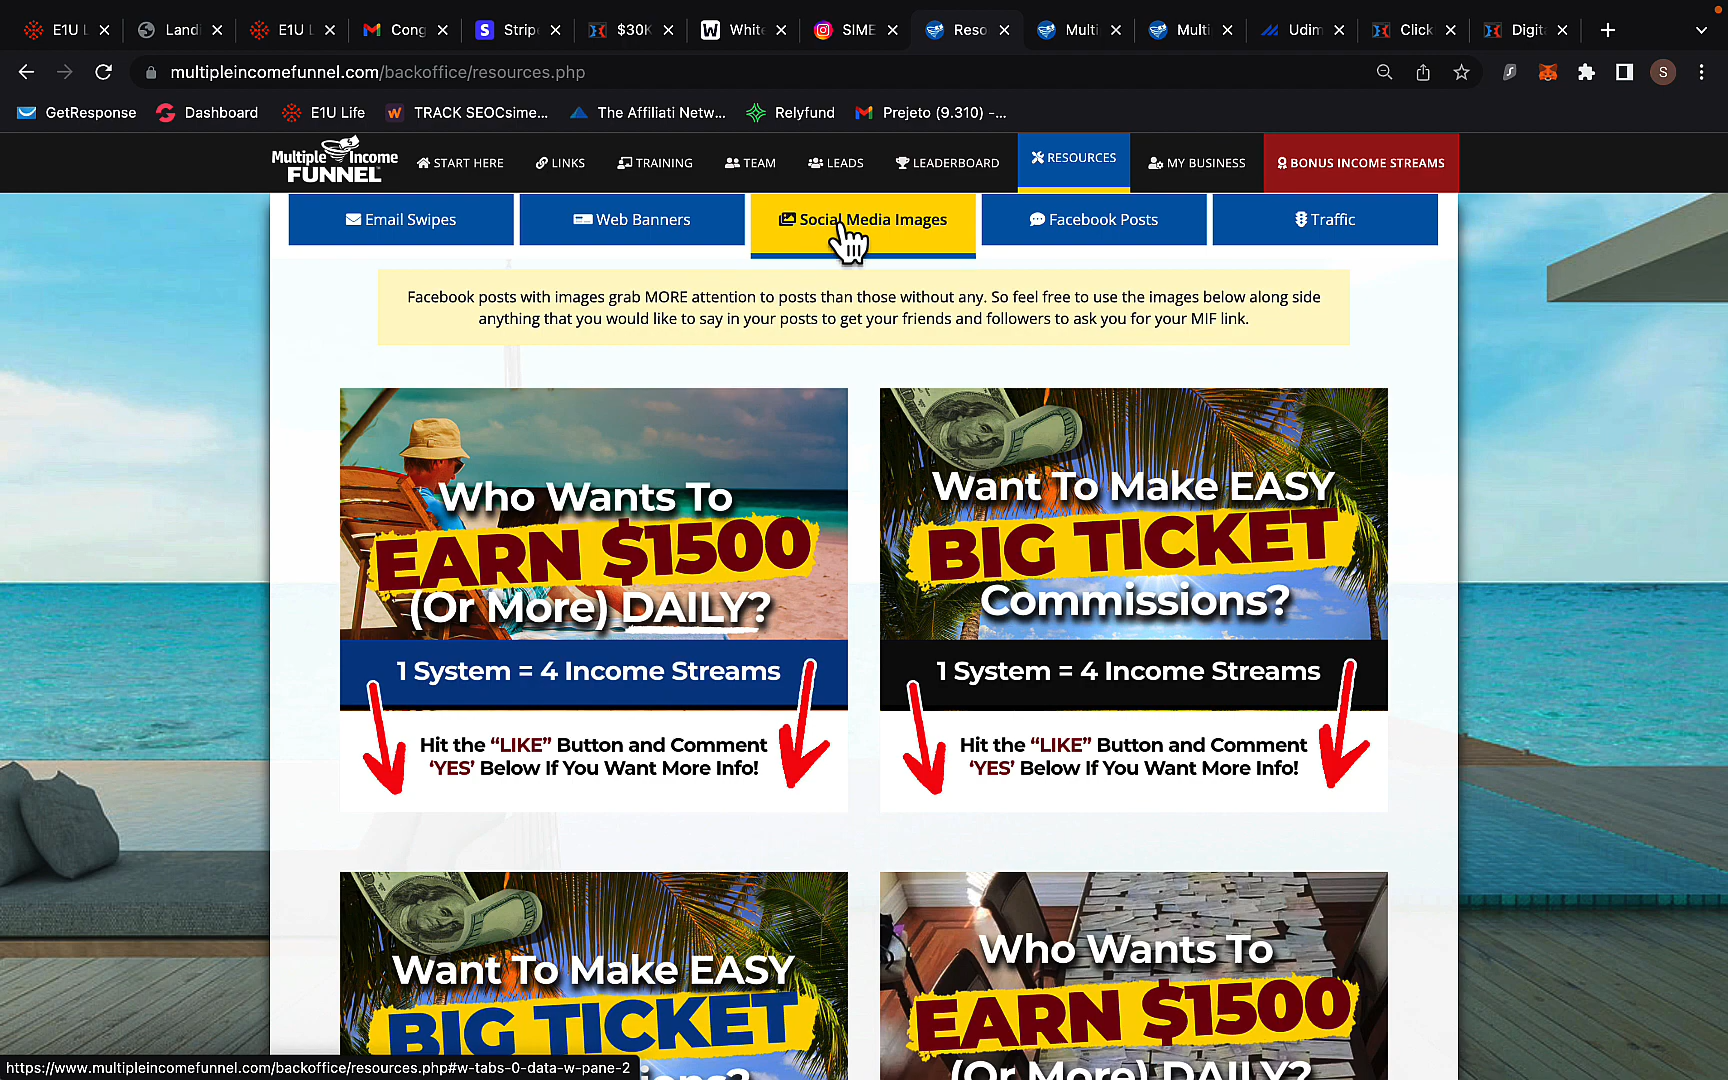 E1U L
Landi
E1U L
Cong
Strip
$30K
White
SIME
Reso
Multi
Multi
Udim
Click
Digit
multipleincomefunnel.com/backoffice/resources.php
S
GetResponse
Dashboard
E1U Life
TRACK SEOCsime...
The Affiliati Netw...
Relyfund
Prejeto (9.310) -...
Multiple Income
FUNNEL
START HERE
LINKS
TRAINING
TEAM
LEADS
LEADERBOARD
RESOURCES
MY BUSINESS
BONUS INCOME STREAMS
Email Swipes
Web Banners
Social Media Images
Facebook Posts
Traffic
Facebook posts with images grab MORE attention to posts than those without any. So feel free to use the images below along side
anything that you would like to say in your posts to get your friends and followers to ask you for your MIF link.
Who Wants To
EARN $1500
(Or More) DAILY?
1 System = 4 Income Streams
Hit the “LIKE” Button and Comment
‘YES’ Below If You Want More Info!
Want To Make EASY
BIG TICKET
Commissions?
1 System = 4 Income Streams
Hit the “LIKE” Button and Comment
‘YES’ Below If You Want More Info!
Want To Make EASY
BIG TICKET
Who Wants To
EARN $1500
(Or More) DAILY?
https://www.multipleincomefunnel.com/backoffice/resources.php#w-tabs-0-data-w-pane-2